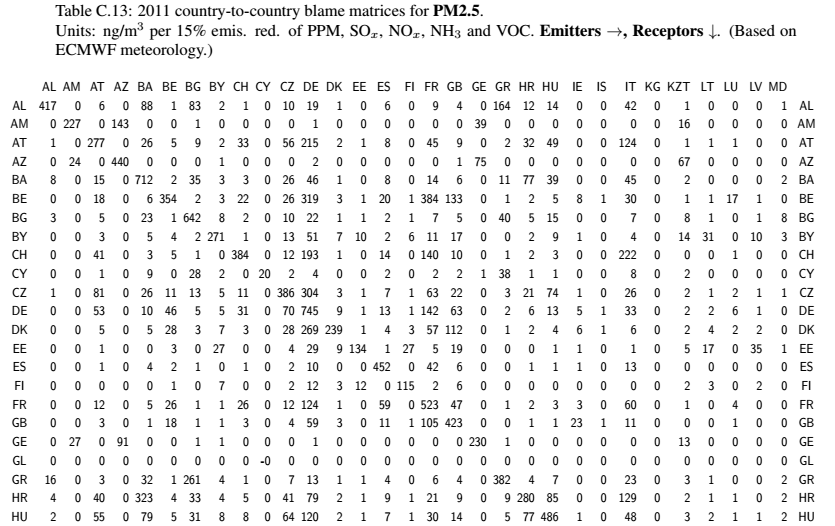 Table C.13: 2011 country-to-country blame matrices for PM2.5.
Units: ng/m³ per 15% emis. red. of PPM, SOₓ, NOₓ, NH₃ and VOC. Emitters →, Receptors ↓. (Based on
ECMWF meteorology.)
AL AM AT AZ BA BE BG BY CH CY CZ DE DK EE ES FI FR GB GE GR HR HU IE IS IT KG KZT LT LU LV MD
AL 417 0 6 0 88 1 83 2 1 0 10 19 1 0 6 0 9 4 0 164 12 14 0 0 42 0 1 0 0 0 1 AL
AM 0 227 0 143 0 0 1 0 0 0 0 1 0 0 0 0 0 0 39 0 0 0 0 0 0 0 16 0 0 0 0 AM
AT 1 0 277 0 26 5 9 2 33 0 56 215 2 1 8 0 45 9 0 2 32 49 0 0 124 0 1 1 1 0 0 AT
AZ 0 24 0 440 0 0 0 1 0 0 0 2 0 0 0 0 0 1 75 0 0 0 0 0 0 0 67 0 0 0 0 AZ
BA 8 0 15 0 712 2 35 3 3 0 26 46 1 0 8 0 14 6 0 11 77 39 0 0 45 0 2 0 0 0 2 BA
BE 0 0 18 0 6 354 2 3 22 0 26 319 3 1 20 1 384 133 0 1 2 5 8 1 30 0 1 1 17 1 0 BE
BG 3 0 5 0 23 1 642 8 2 0 10 22 1 1 2 1 7 5 0 40 5 15 0 0 7 0 8 1 0 1 8 BG
BY 0 0 3 0 5 4 2 271 1 0 13 51 7 10 2 6 11 17 0 0 2 9 1 0 4 0 14 31 0 10 3 BY
CH 0 0 41 0 3 5 1 0 384 0 12 193 1 0 14 0 140 10 0 1 2 3 0 0 222 0 0 0 1 0 0 CH
CY 0 0 1 0 9 0 28 2 0 20 2 4 0 0 2 0 2 2 1 38 1 1 0 0 8 0 2 0 0 0 0 CY
CZ 1 0 81 0 26 11 13 5 11 0 386 304 3 1 7 1 63 22 0 3 21 74 1 0 26 0 2 1 2 1 1 CZ
DE 0 0 53 0 10 46 5 5 31 0 70 745 9 1 13 1 142 63 0 2 6 13 5 1 33 0 2 2 6 1 0 DE
DK 0 0 5 0 5 28 3 7 3 0 28 269 239 1 4 3 57 112 0 1 2 4 6 1 6 0 2 4 2 2 0 DK
EE 0 0 1 0 0 3 0 27 0 0 4 29 9 134 1 27 5 19 0 0 0 1 1 0 1 0 5 17 0 35 1 EE
ES 0 0 1 0 4 2 1 0 1 0 2 10 0 0 452 0 42 6 0 0 1 1 1 0 13 0 0 0 0 0 0 ES
FI 0 0 0 0 0 1 0 7 0 0 2 12 3 12 0 115 2 6 0 0 0 0 0 0 0 0 2 3 0 2 0 FI
FR 0 0 12 0 5 26 1 1 26 0 12 124 1 0 59 0 523 47 0 1 2 3 3 0 60 0 1 0 4 0 0 FR
GB 0 0 3 0 1 18 1 1 3 0 4 59 3 0 11 1 105 423 0 0 1 1 23 1 11 0 0 0 1 0 0 GB
GE 0 27 0 91 0 0 1 1 0 0 0 1 0 0 0 0 0 0 230 1 0 0 0 0 0 0 13 0 0 0 0 GE
GL 0 0 0 0 0 0 0 0 0 -0 0 0 0 0 0 0 0 0 0 0 0 0 0 0 0 0 0 0 0 0 0 GL
GR 16 0 3 0 32 1 261 4 1 0 7 13 1 1 4 0 6 4 0 382 4 7 0 0 23 0 3 1 0 0 2 GR
HR 4 0 40 0 323 4 33 4 5 0 41 79 2 1 9 1 21 9 0 9 280 85 0 0 129 0 2 1 1 0 2 HR
HU 2 0 55 0 79 5 31 8 8 0 64 120 2 1 7 1 30 14 0 5 77 486 1 0 48 0 3 2 1 1 2 HU